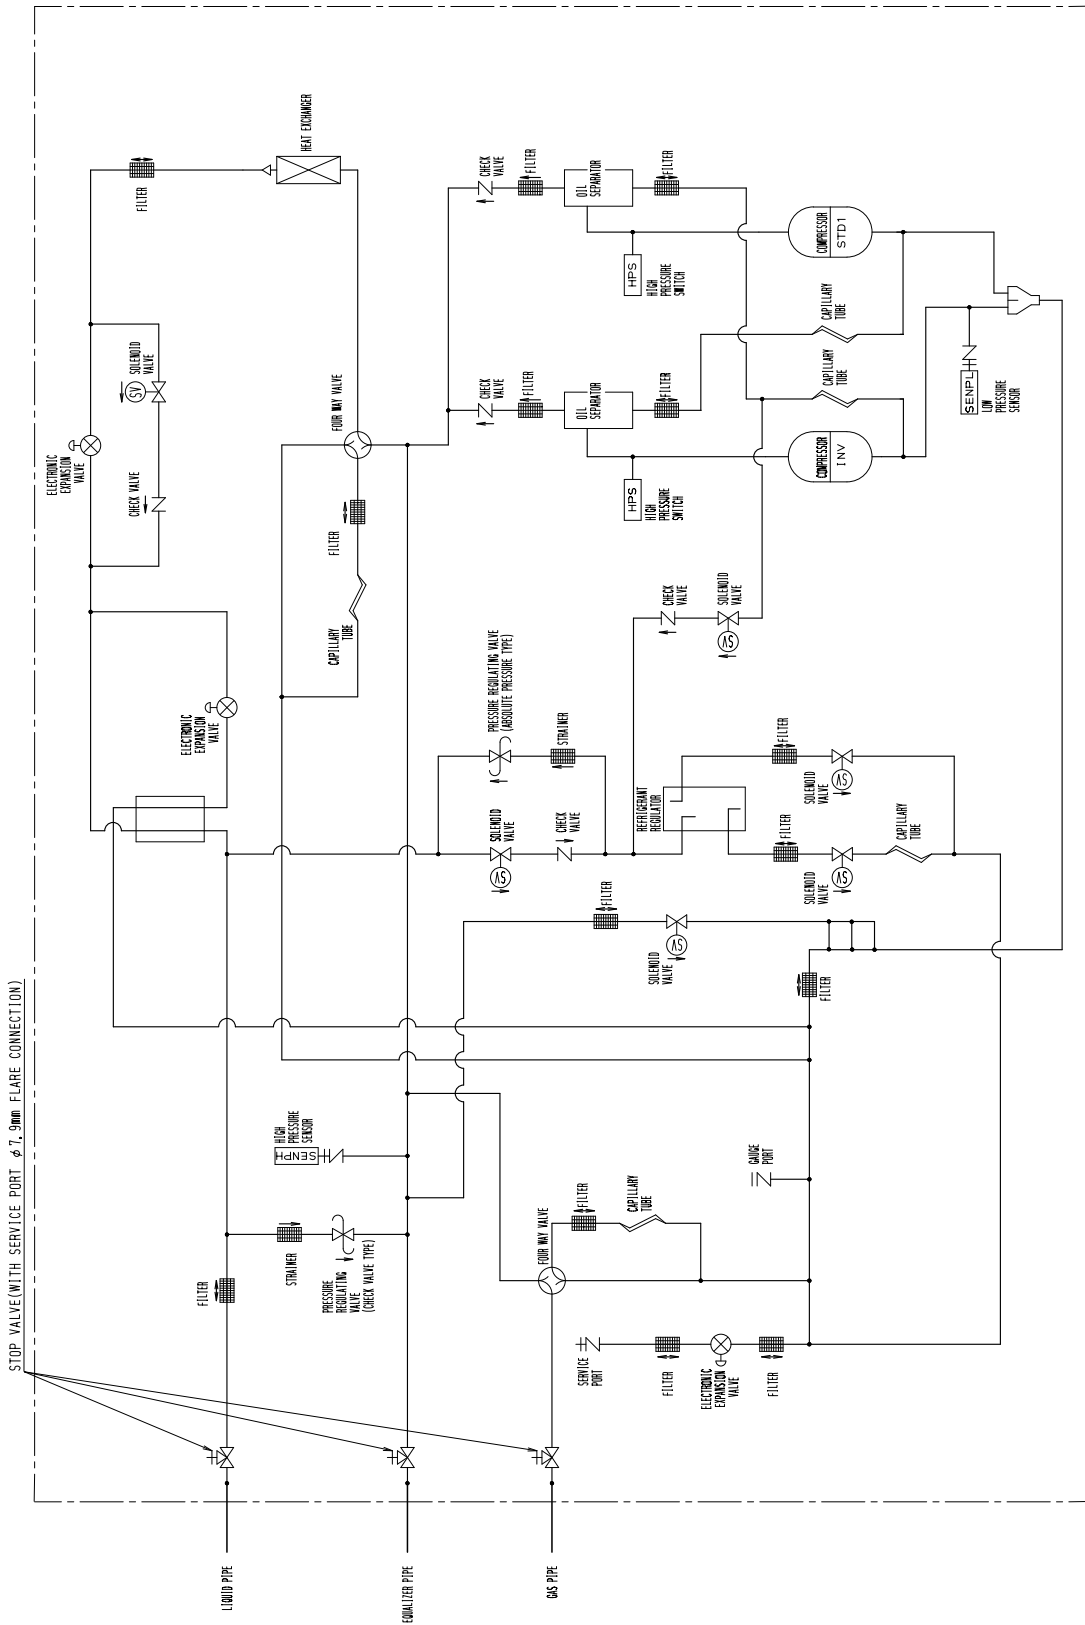 STOP VALVE(WITH SERVICE PORT φ7.9mm FLARE CONNECTION)
LIQUID PIPE
EQUALIZER PIPE
GAS PIPE
FILTER
STRAINER
PRESSURE
REGULATING
VALVE
(CHECK VALVE TYPE)
HIGH
PRESSURE
SENSOR
SENPH
SERVICE
PORT
FILTER
ELECTRONIC
EXPANSION
VALVE
FILTER
FOUR WAY VALVE
FILTER
CAPILLARY
TUBE
GAUGE
PORT
FILTER
SOLENOID
VALVE
SV
FILTER
SOLENOID
VALVE
SV
CHECK
VALVE
PRESSURE REGULATING VALVE
(ABSOLUTE PRESSURE TYPE)
STRAINER
REFRIGERANT
REGULATOR
FILTER
SOLENOID
VALVE
SV
CAPILLARY
TUBE
FILTER
SOLENOID
VALVE
SV
CHECK
VALVE
SOLENOID
VALVE
SV
ELECTRONIC
EXPANSION
VALVE
CAPILLARY
TUBE
FILTER
FOUR WAY VALVE
CHECK VALVE
ELECTRONIC
EXPANSION
VALVE
SV
SOLENOID
VALVE
FILTER
HEAT EXCHANGER
CHECK
VALVE
FILTER
OIL
SEPARATOR
FILTER
HPS
HIGH
PRESSURE
SWITCH
COMPRESSOR
INV
CAPILLARY
TUBE
CAPILLARY
TUBE
CHECK
VALVE
FILTER
OIL
SEPARATOR
FILTER
HPS
HIGH
PRESSURE
SWITCH
COMPRESSOR
STD1
SENPL
LOW
PRESSURE
SENSOR